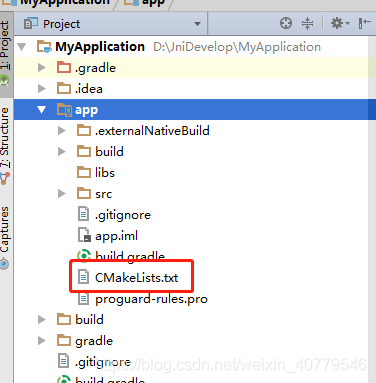 MyApplication app
Project
MyApplication D:\UniDevelop\MyApplication
.gradle
.idea
app
.externalNativeBuild
build
libs
src
.gitignore
app.iml
build.gradle
CMakeLists.txt
proguard-rules.pro
build
gradle
.gitignore
build.gradle
1: Project
7: Structure
Captures
https://blog.csdn.net/weixin_40779546